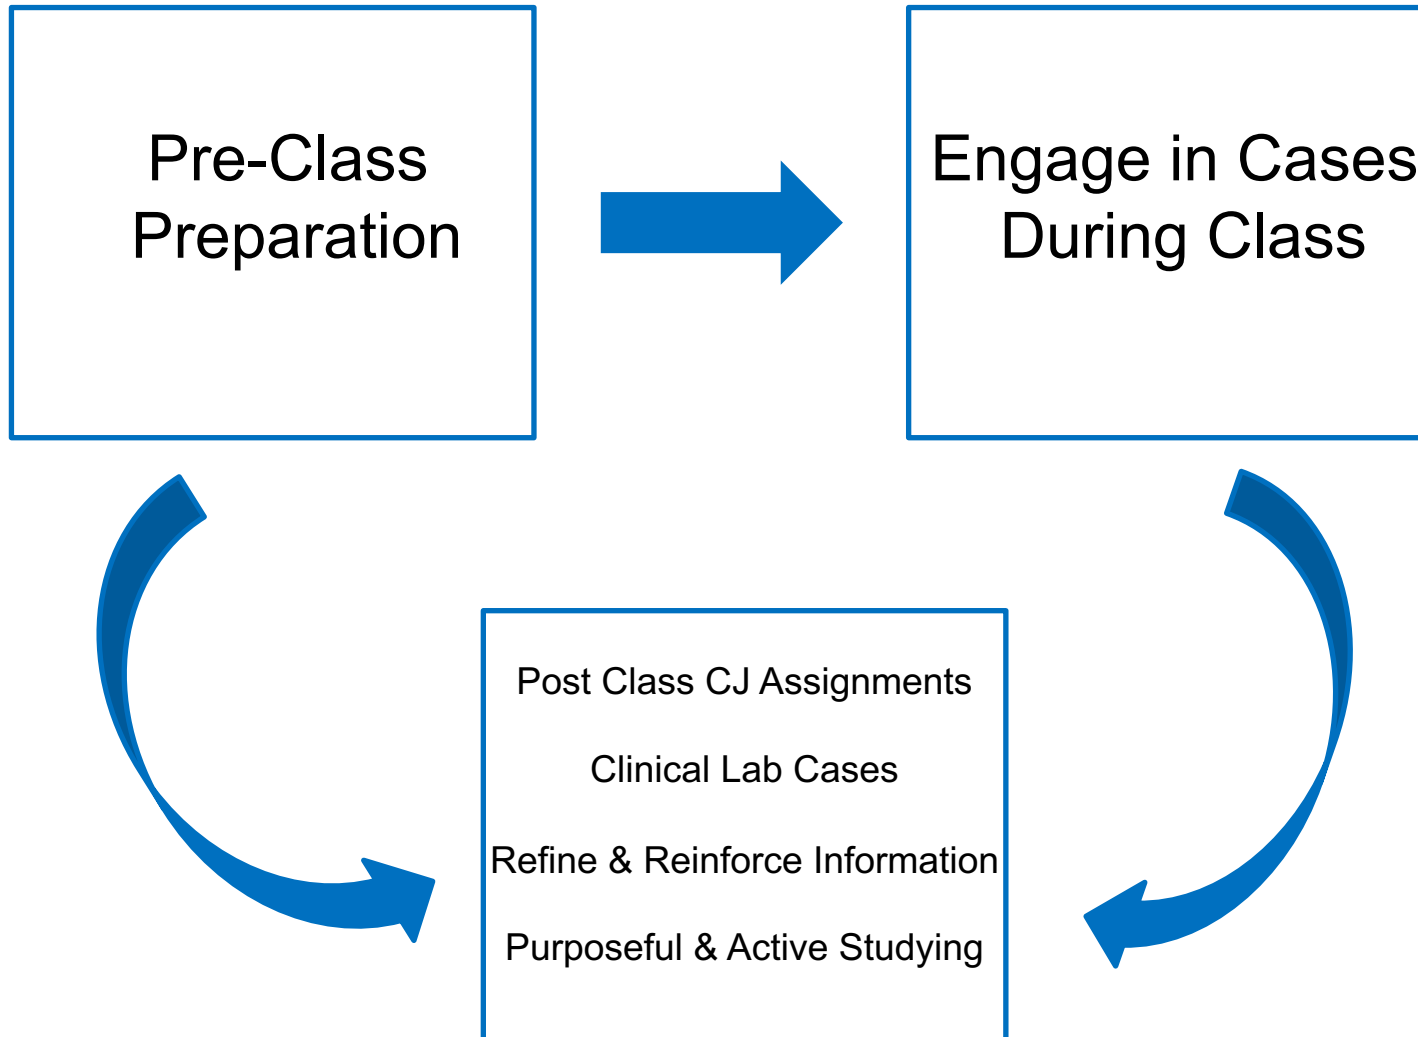 Pre-Class
Preparation
Engage in Cases
During Class
Post Class CJ Assignments
Clinical Lab Cases
Refine & Reinforce Information
Purposeful & Active Studying